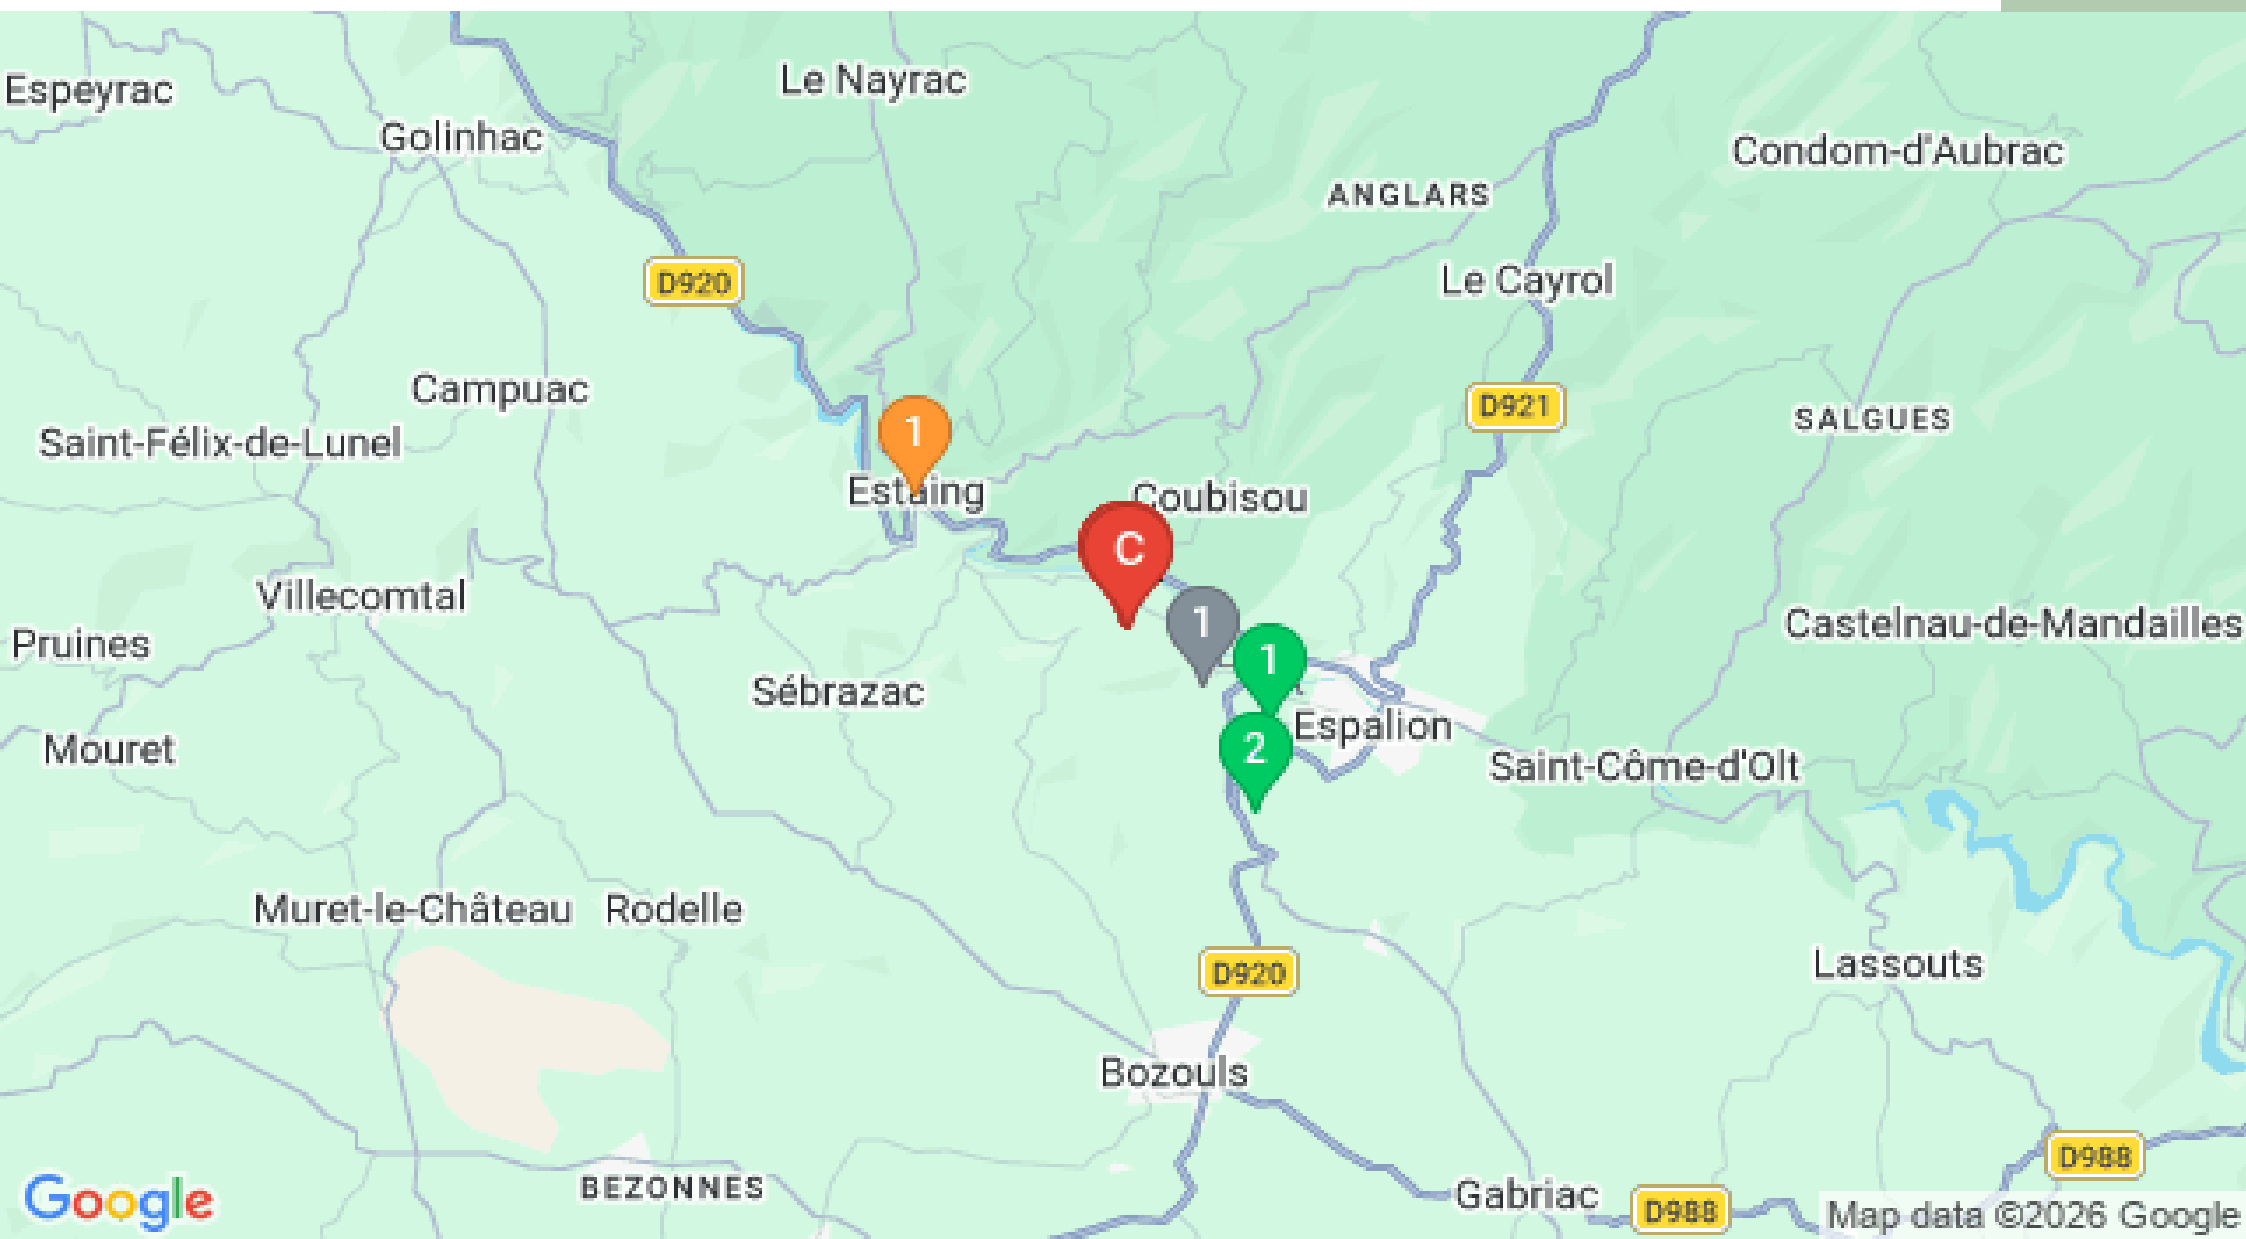 Espeyrac
Le Nayrac
Golinhac
Condom-d'Aubrac
ANGLARS
D920
Le Cayrol
Campuac
D921
SALGUES
1
Saint-Félix-de-Lunel
Estaing
Coubisou
C
Villecomtal
1
Castelnau-de-Mandailles
Pruines
1
Sébrazac
Espalion
Mouret
2
Saint-Côme-d'Olt
Muret-le-Château
Rodelle
Lassouts
D920
Bozouls
D988
BEZONNES
Gabriac
D988
Google
Map data ©2026 Google